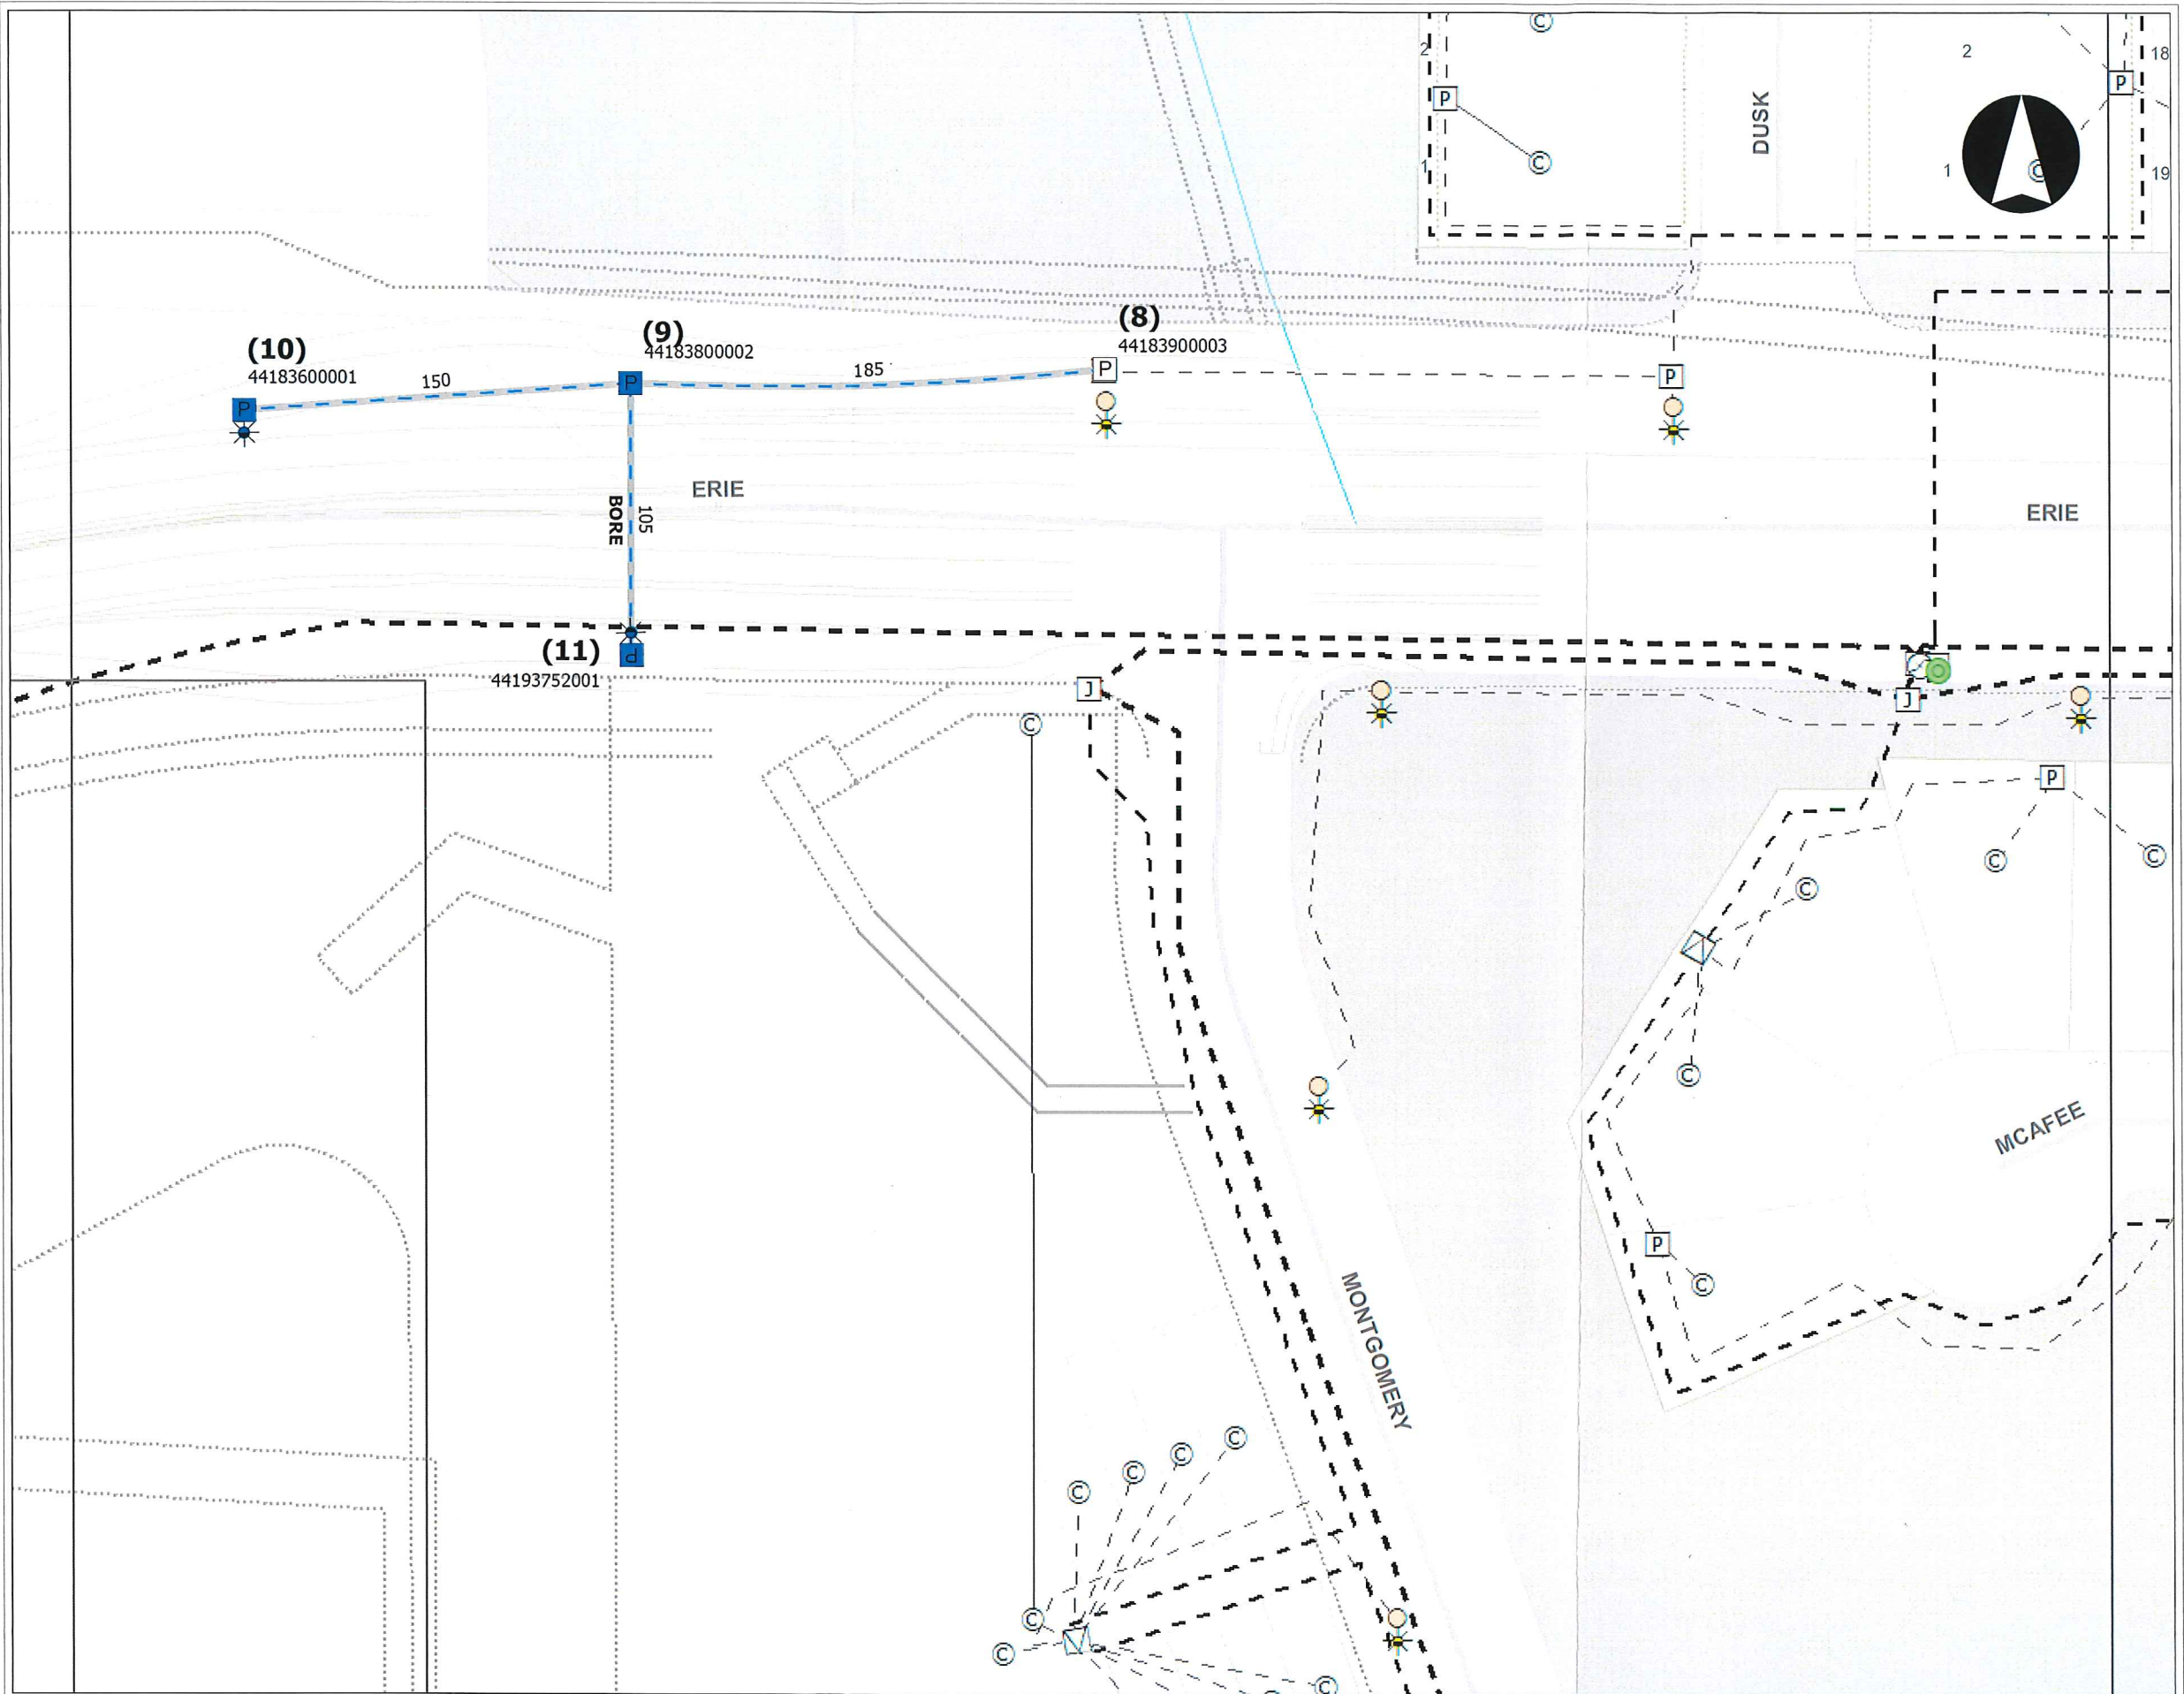 C
2
P
C
1
DUSK
2
18
P
1
C
19
(8)
44183900003
P
P
(9)
44183800002
185
P
(10)
44183600001
150
P
ERIE
ERIE
BORE
105
(11)
44193752001
P
J
J
C
P
C
C
C
C
MCAFEE
P
C
MONTGOMERY
C
C
C
C
C
C
C